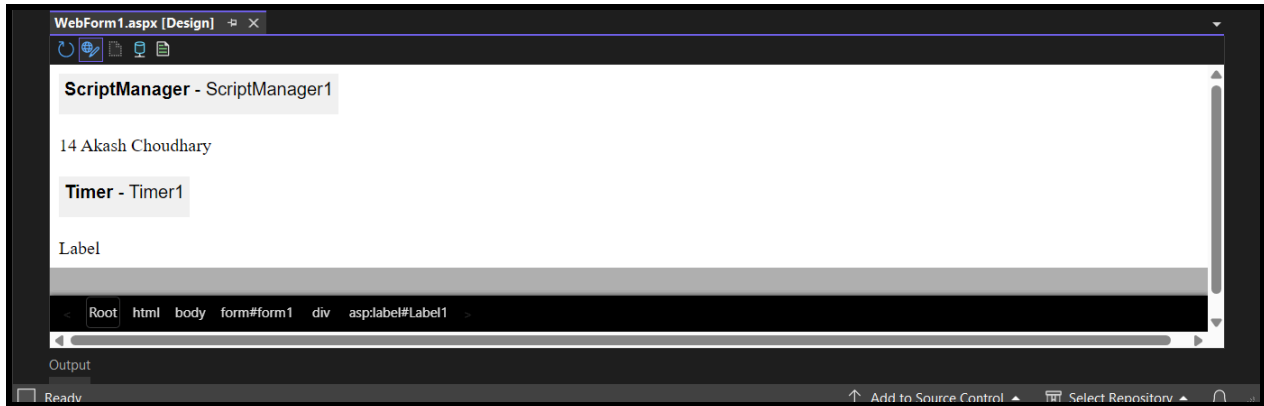 WebForm1.aspx [Design]
ScriptManager - ScriptManager1
14 Akash Choudhary
Timer - Timer1
Label
< Root html body form#form1 div asp:label#Label1 >
Output
Ready Add to Source Control Select Repository